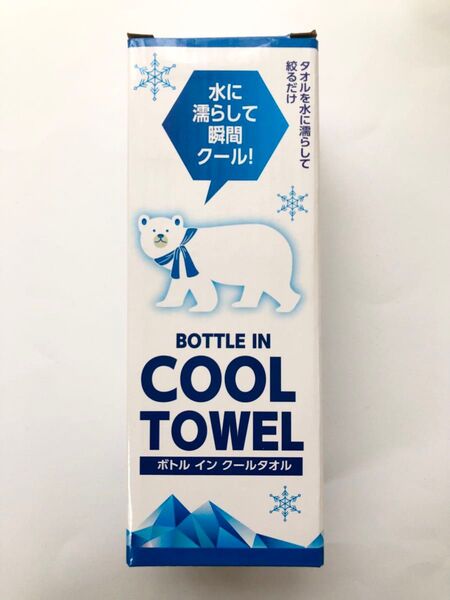 水に
濡らして
瞬間
クール!
タオルを水に濡らして
絞るだけ
BOTTLE IN
COOL
TOWEL
ボトル イン クールタオル